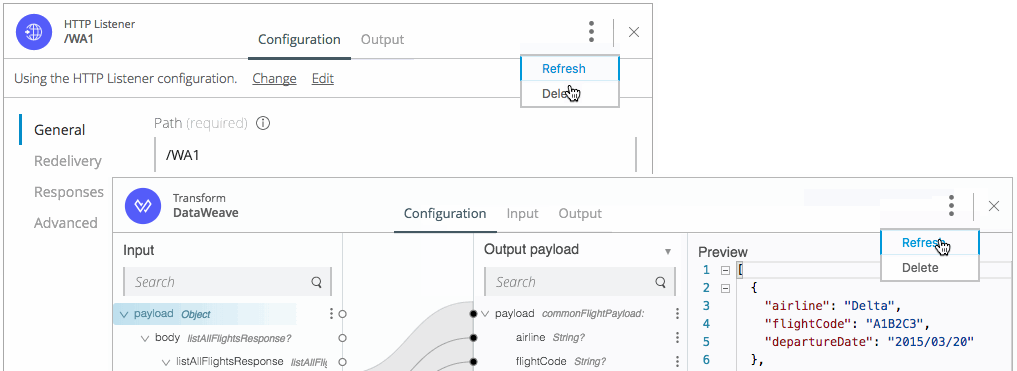 HTTP Listener
/WA1
Configuration Output
Refresh
Delete
Using the HTTP Listener configuration. Change Edit
General
Redelivery
Responses
Advanced
Path (required)
/WA1
Transform
DataWeave
Configuration Input Output
Refresh
Delete
Input
Search
payload Object
body listAllFlightsResponse?
listAllFlightsResponse listAllFli
Output payload
Search
payload commonFlightPayload:
airline String?
flightCode String?
Preview
1 [
2 {
3 "airline": "Delta",
4 "flightCode": "A1B2C3",
5 "departureDate": "2015/03/20"
6 },